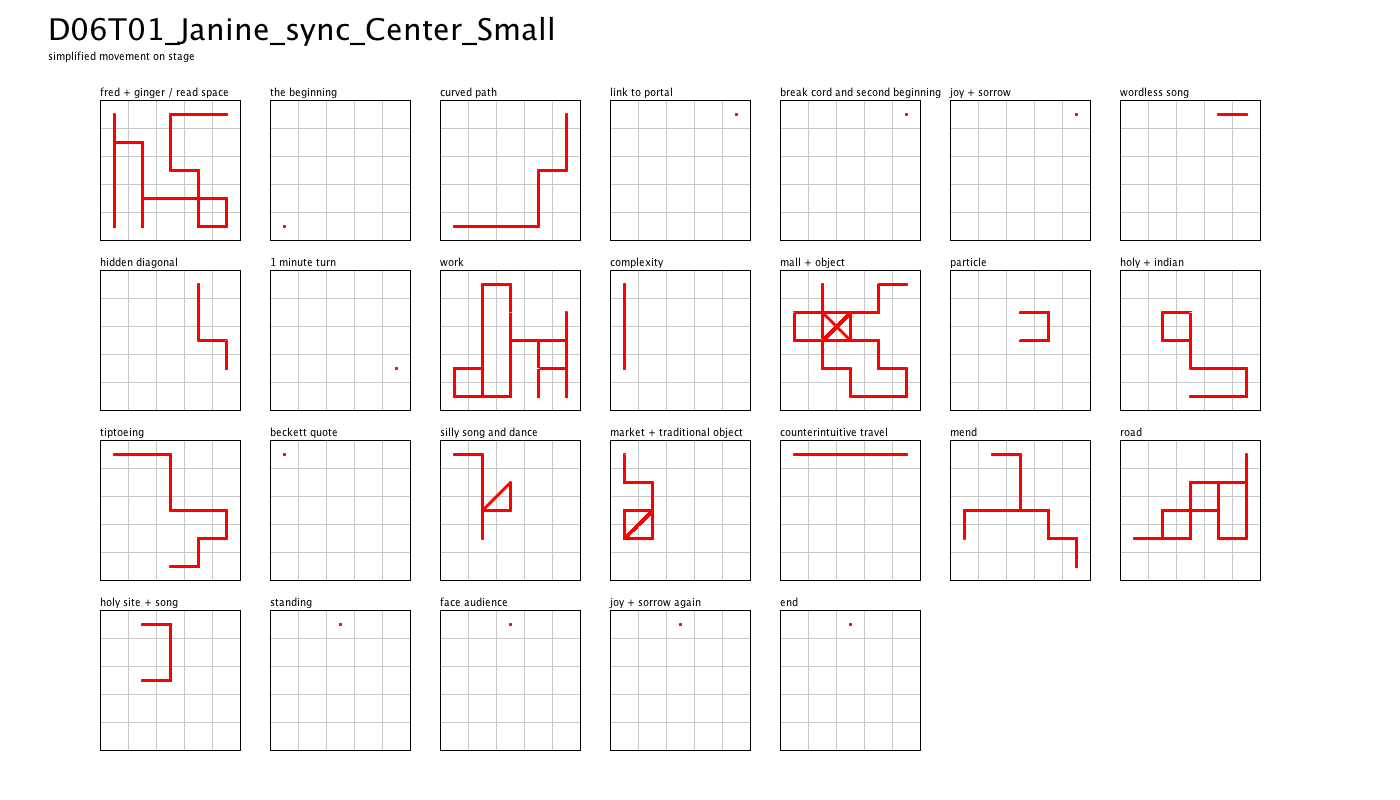 D06T01_Janine_sync_Center_Small
simplified movement on stage
fred + ginger / read space
the beginning
curved path
link to portal
break cord and second beginning
joy + sorrow
wordless song
hidden diagonal
1 minute turn
work
complexity
mall + object
particle
holy + indian
tiptoeing
beckett quote
silly song and dance
market + traditional object
counterintuitive travel
mend
road
holy site + song
standing
face audience
joy + sorrow again
end